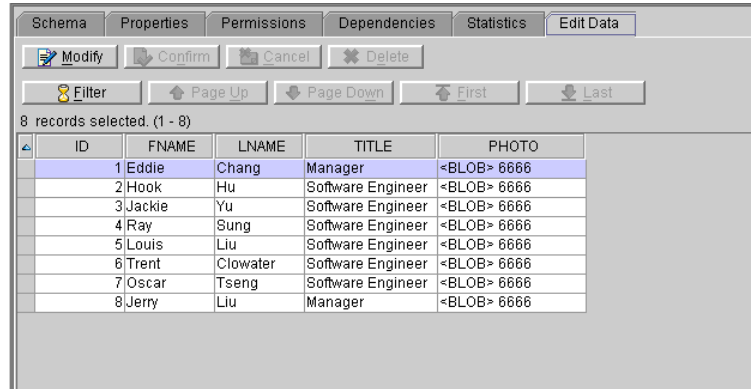 Schema Properties Permissions Dependencies Statistics Edit Data
Modify Confirm Cancel Delete
Filter Page Up Page Down First Last
8 records selected. (1 - 8)
ID FNAME LNAME TITLE PHOTO
1 Eddie Chang Manager <BLOB> 6666
2 Hook Hu Software Engineer <BLOB> 6666
3 Jackie Yu Software Engineer <BLOB> 6666
4 Ray Sung Software Engineer <BLOB> 6666
5 Louis Liu Software Engineer <BLOB> 6666
6 Trent Clowater Software Engineer <BLOB> 6666
7 Oscar Tseng Software Engineer <BLOB> 6666
8 Jerry Liu Manager <BLOB> 6666